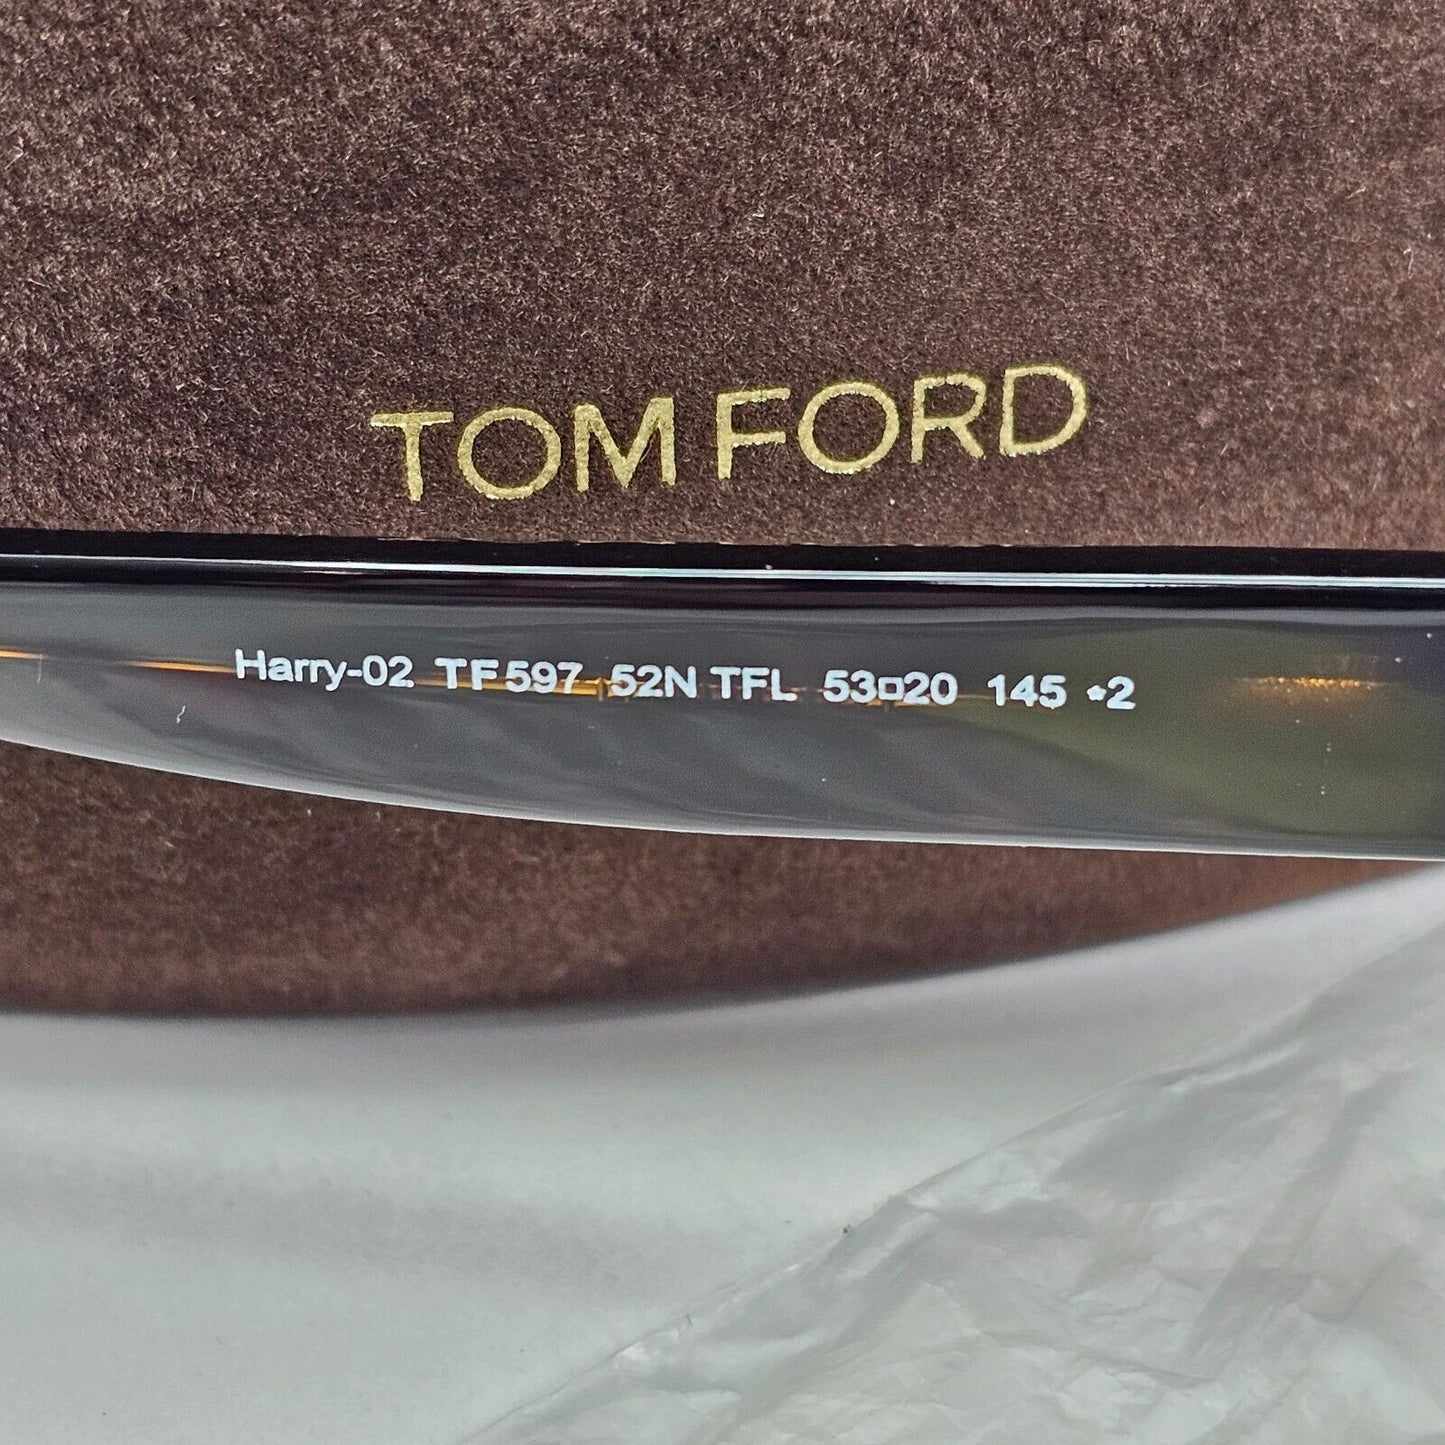 TOM FORD
Harry-02 TF597 52N TFL 53□20 145 *2